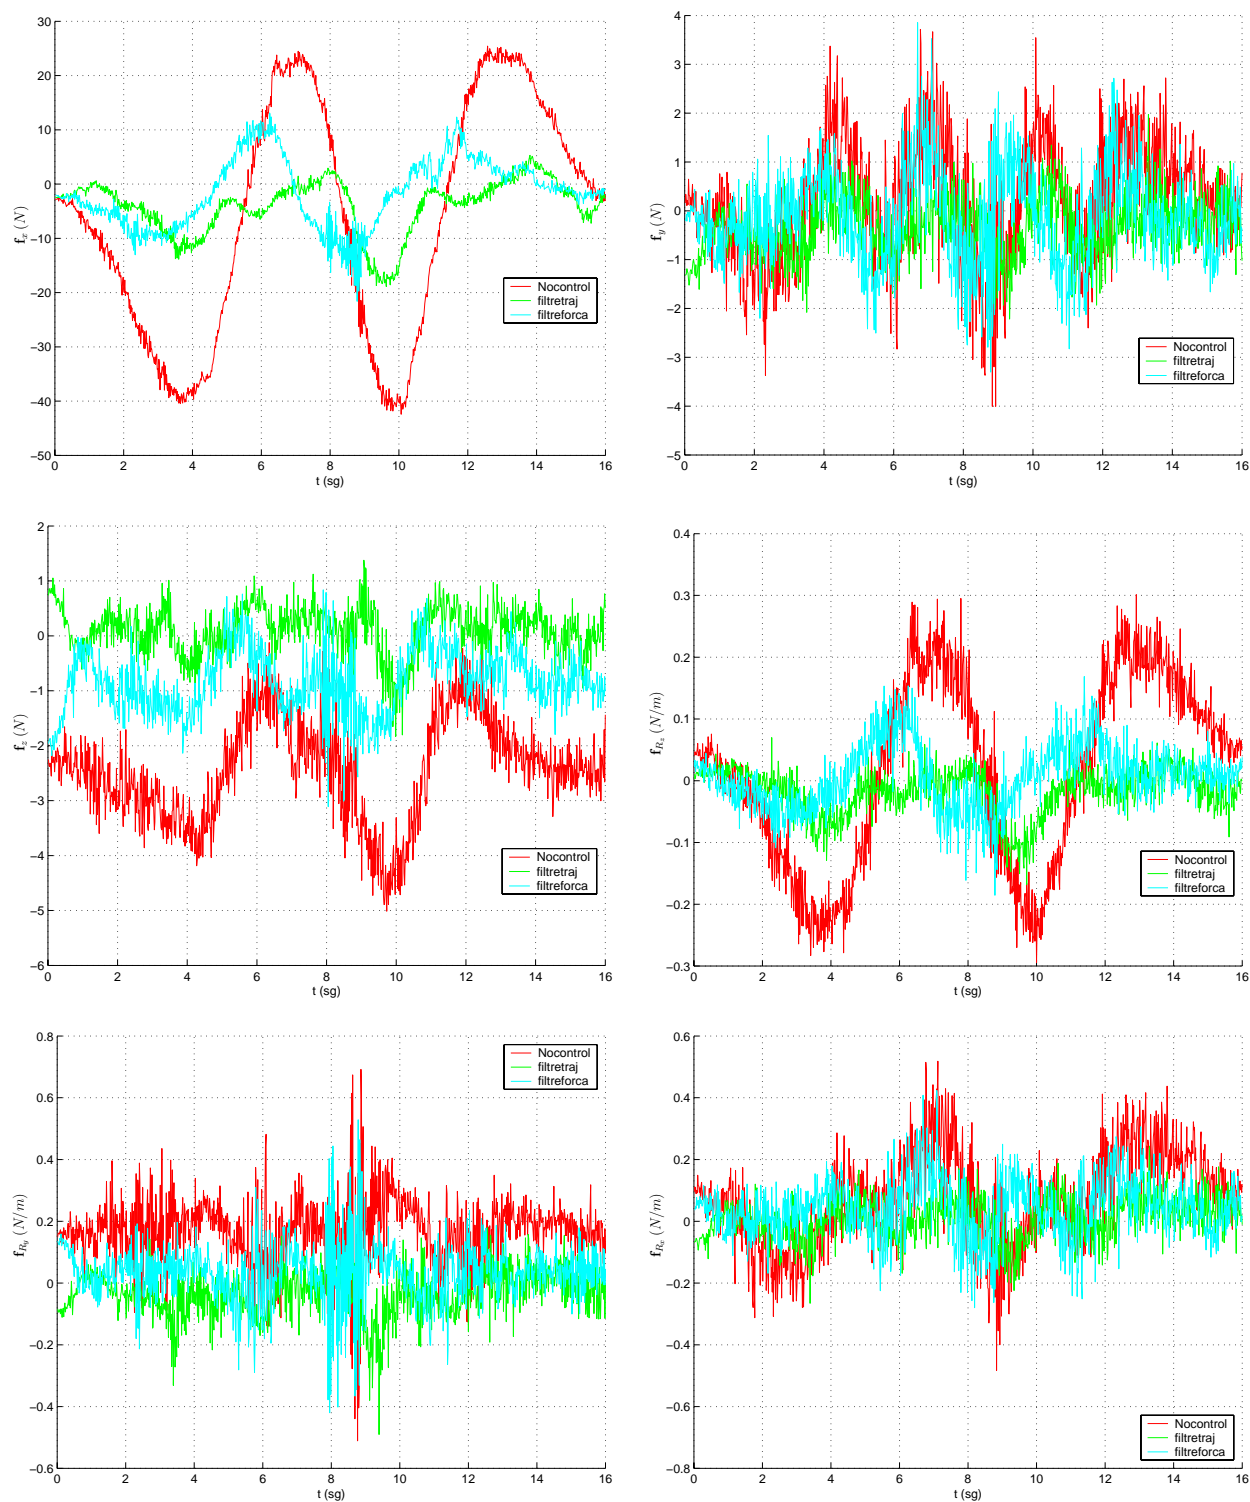 30
20
10
0
−10
−20
−30
−40
−50
f_x (N)
Nocontrol
filtretraj
filtreforca
0 2 4 6 8 10 12 14 16
t (sg)
4
3
2
1
0
−1
−2
−3
−4
−5
f_y (N)
Nocontrol
filtretraj
filtreforca
0 2 4 6 8 10 12 14 16
t (sg)
2
1
0
−1
−2
−3
−4
−5
−6
f_z (N)
Nocontrol
filtretraj
filtreforca
0 2 4 6 8 10 12 14 16
t (sg)
0.4
0.3
0.2
0.1
0
−0.1
−0.2
−0.3
f_{R_z} (N/m)
Nocontrol
filtretraj
filtreforca
0 2 4 6 8 10 12 14 16
t (sg)
0.8
0.6
0.4
0.2
0
−0.2
−0.4
−0.6
f_{R_y} (N/m)
Nocontrol
filtretraj
filtreforca
0 2 4 6 8 10 12 14 16
t (sg)
0.6
0.4
0.2
0
−0.2
−0.4
−0.6
−0.8
f_{R_x} (N/m)
Nocontrol
filtretraj
filtreforca
0 2 4 6 8 10 12 14 16
t (sg)